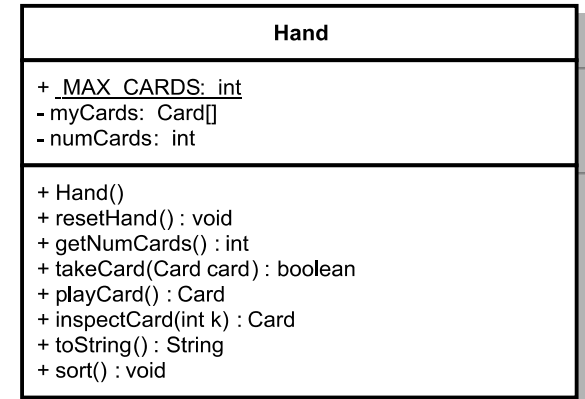 Hand
+ MAX_CARDS: int
- myCards: Card[]
- numCards: int
+ Hand()
+ resetHand() : void
+ getNumCards() : int
+ takeCard(Card card) : boolean
+ playCard() : Card
+ inspectCard(int k) : Card
+ toString() : String
+ sort() : void